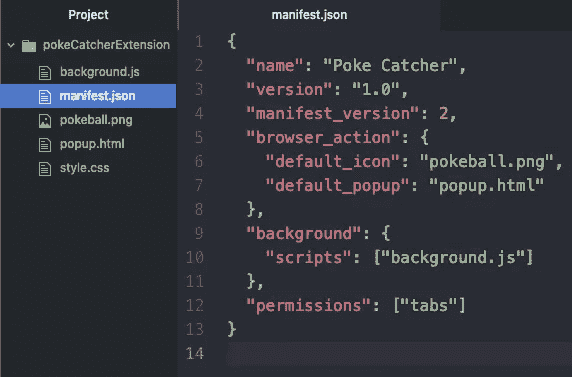 Project
pokeCatcherExtension
background.js
manifest.json
pokeball.png
popup.html
style.css
manifest.json
1 {
2 "name": "Poke Catcher",
3 "version": "1.0",
4 "manifest_version": 2,
5 "browser_action": {
6 "default_icon": "pokeball.png",
7 "default_popup": "popup.html"
8 },
9 "background": {
10 "scripts": ["background.js"]
11 },
12 "permissions": ["tabs"]
13 }
14